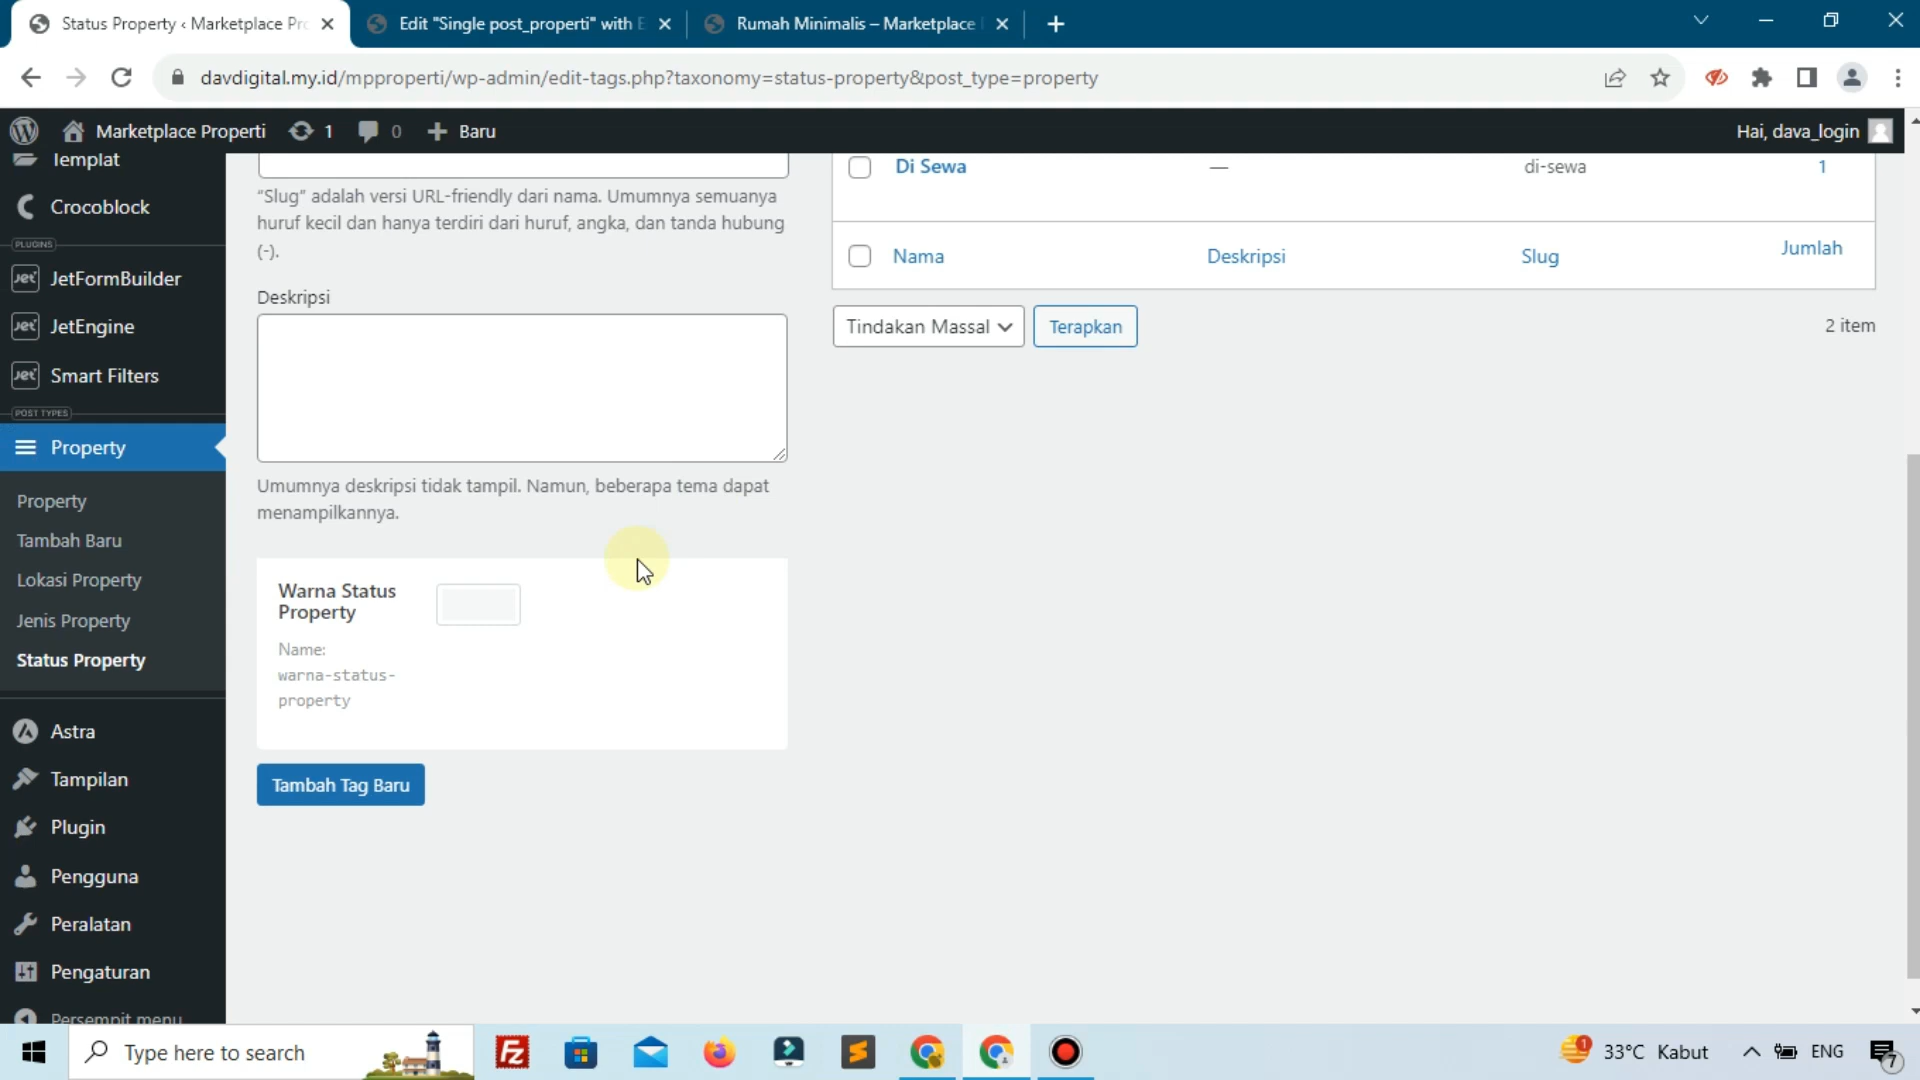 Status Property ‹ Marketplace Pro
Edit "Single post_properti" with E
Rumah Minimalis – Marketplace
davdigital.my.id/mpproperti/wp-admin/edit-tags.php?taxonomy=status-property&post_type=property
Marketplace Properti
1
0
Baru
Hai, dava_login
Templat
Crocoblock
PLUGINS
JetFormBuilder
JetEngine
Smart Filters
POST TYPES
Property
Property
Tambah Baru
Lokasi Property
Jenis Property
Status Property
Astra
Tampilan
Plugin
Pengguna
Peralatan
Pengaturan
Persempit menu
"Slug" adalah versi URL-friendly dari nama. Umumnya semuanya
huruf kecil dan hanya terdiri dari huruf, angka, dan tanda hubung
(-).
Deskripsi
Umumnya deskripsi tidak tampil. Namun, beberapa tema dapat
menampilkannya.
Warna Status
Property
Name:
warna-status-
property
Tambah Tag Baru
Di Sewa — di-sewa 1
Nama Deskripsi Slug Jumlah
Tindakan Massal
Terapkan
2 item
Type here to search
1
33°C Kabut
ENG
7